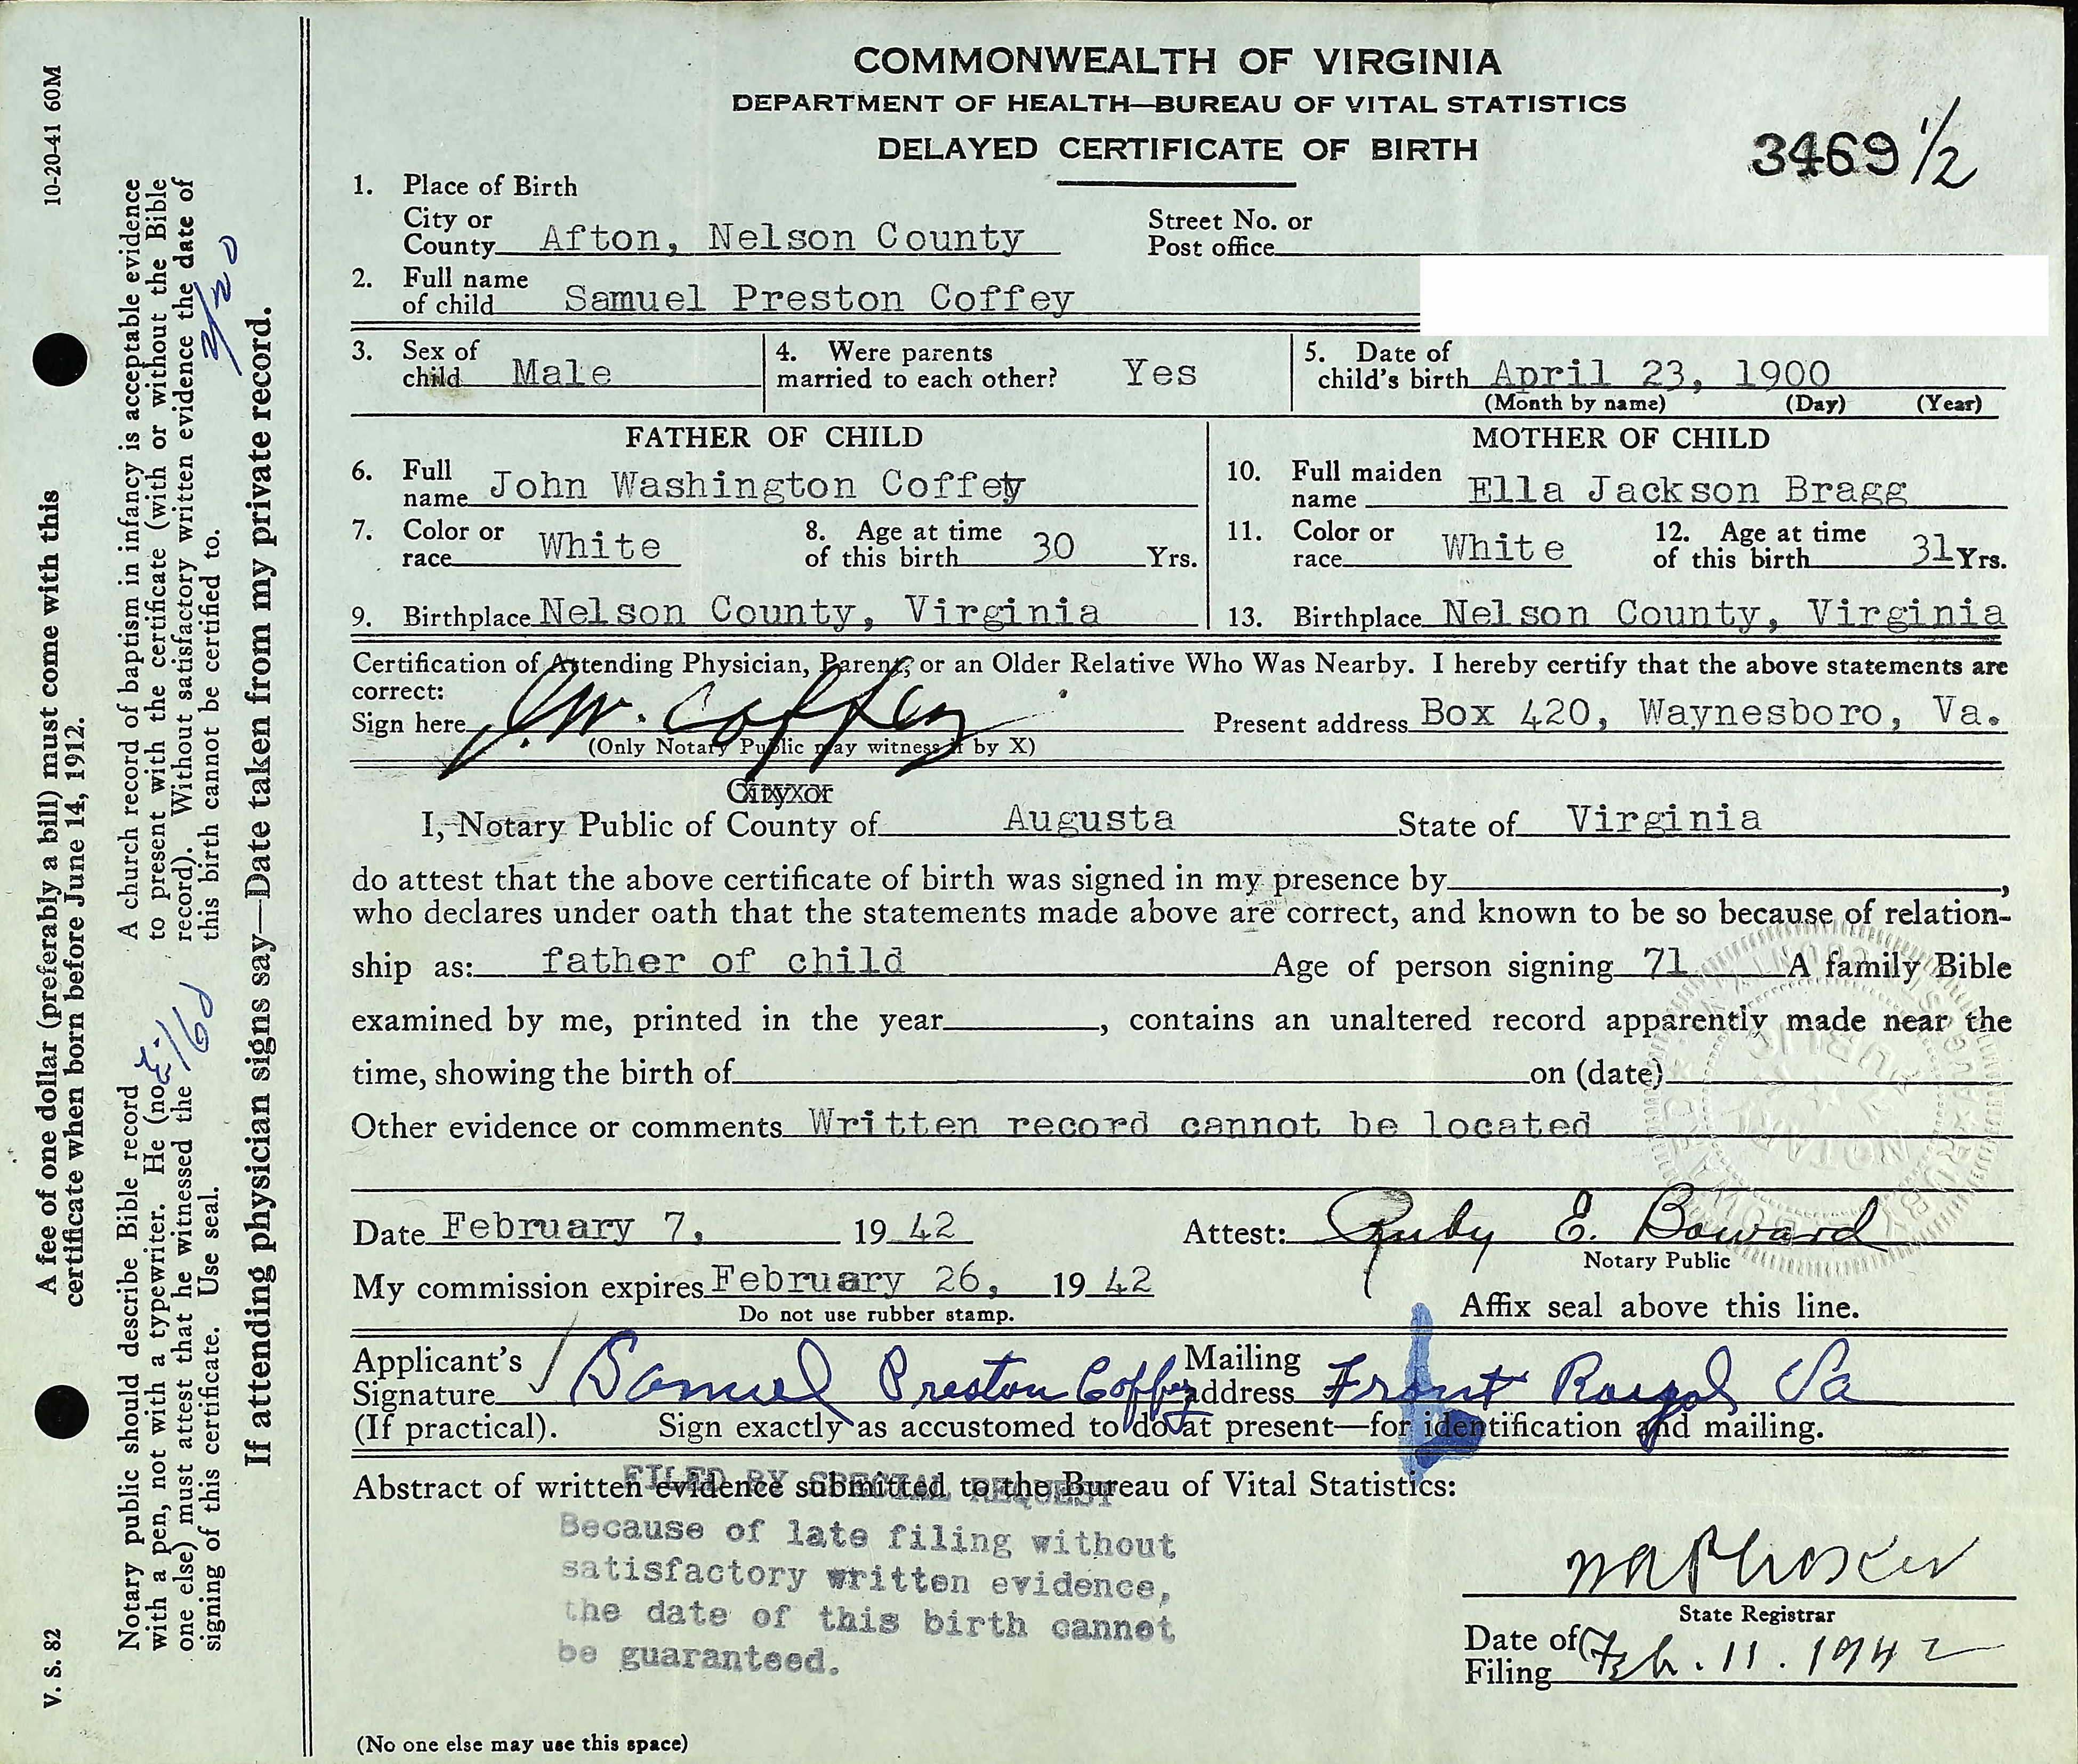 COMMONWEALTH OF VIRGINIA
DEPARTMENT OF HEALTH—BUREAU OF VITAL STATISTICS
DELAYED CERTIFICATE OF BIRTH
3469 1/2
1. Place of Birth
City or County Afton, Nelson County Street No. or Post office
2. Full name of child Samuel Preston Coffey
3. Sex of child Male 4. Were parents married to each other? Yes 5. Date of child's birth April 23, 1900
(Month by name) (Day) (Year)
FATHER OF CHILD MOTHER OF CHILD
6. Full name John Washington Coffey 10. Full maiden name Ella Jackson Bragg
7. Color or race White 8. Age at time of this birth 30 Yrs. 11. Color or race White 12. Age at time of this birth 31 Yrs.
9. Birthplace Nelson County, Virginia 13. Birthplace Nelson County, Virginia
Certification of Attending Physician, Parent, or an Older Relative Who Was Nearby. I hereby certify that the above statements are
correct:
Sign here J.W. Coffey Present address Box 420, Waynesboro, Va.
(Only Notary Public may witness if by X)
City or
I, Notary Public of County of Augusta State of Virginia
do attest that the above certificate of birth was signed in my presence by ,
who declares under oath that the statements made above are correct, and known to be so because of relation-
ship as: father of child Age of person signing 71 A family Bible
examined by me, printed in the year , contains an unaltered record apparently made near the
time, showing the birth of on (date)
Other evidence or comments Written record cannot be located
Date February 7, 19 42 Attest: Ruby E. Boward
Notary Public
My commission expires February 26, 19 42
Do not use rubber stamp. Affix seal above this line.
Applicant's Signature Samuel Preston Coffey Mailing address Front Royal Va
(If practical). Sign exactly as accustomed to do at present—for identification and mailing.
Abstract of written evidence submitted to the Bureau of Vital Statistics:
FILED BY SPECIAL REQUEST
Because of late filing without
satisfactory written evidence,
the date of this birth cannot
be guaranteed.
State Registrar
Date of Filing Feb. 11. 1942
(No one else may use this space)
V. S. 82 10-20-41 60M
A fee of one dollar (preferably a bill) must come with this
certificate when born before June 14, 1912.
Notary public should describe Bible record
with a pen, not with a typewriter. He (no
one else) must attest that he witnessed the
signing of this certificate. Use seal.
A church record of baptism in infancy is acceptable evidence
to present with the certificate (with or without the Bible
record). Without satisfactory written evidence the date of
this birth cannot be certified to.
2/20
If attending physician signs say—Date taken from my private record.